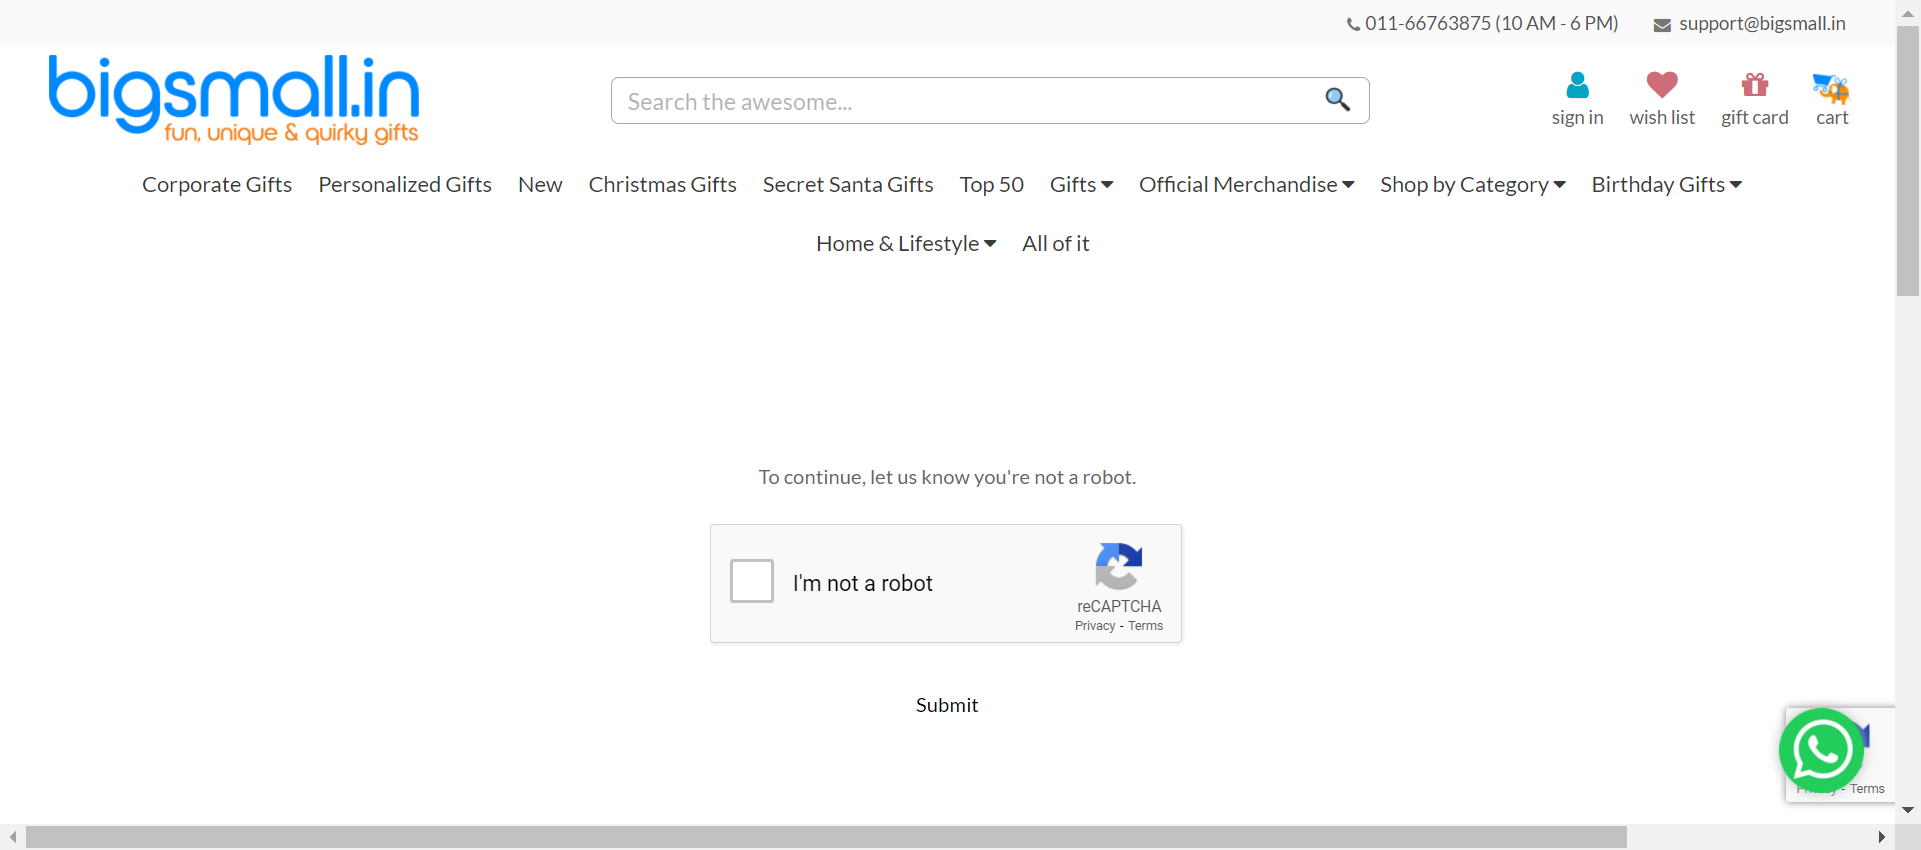 011-66763875 (10 AM - 6 PM) support@bigsmall.in
bigsmall.in
fun, unique & quirky gifts
Search the awesome...
sign in wish list gift card cart
Corporate Gifts Personalized Gifts New Christmas Gifts Secret Santa Gifts Top 50 Gifts Official Merchandise Shop by Category Birthday Gifts
Home & Lifestyle All of it
To continue, let us know you're not a robot.
I'm not a robot
reCAPTCHA
Privacy - Terms
Submit
- Terms